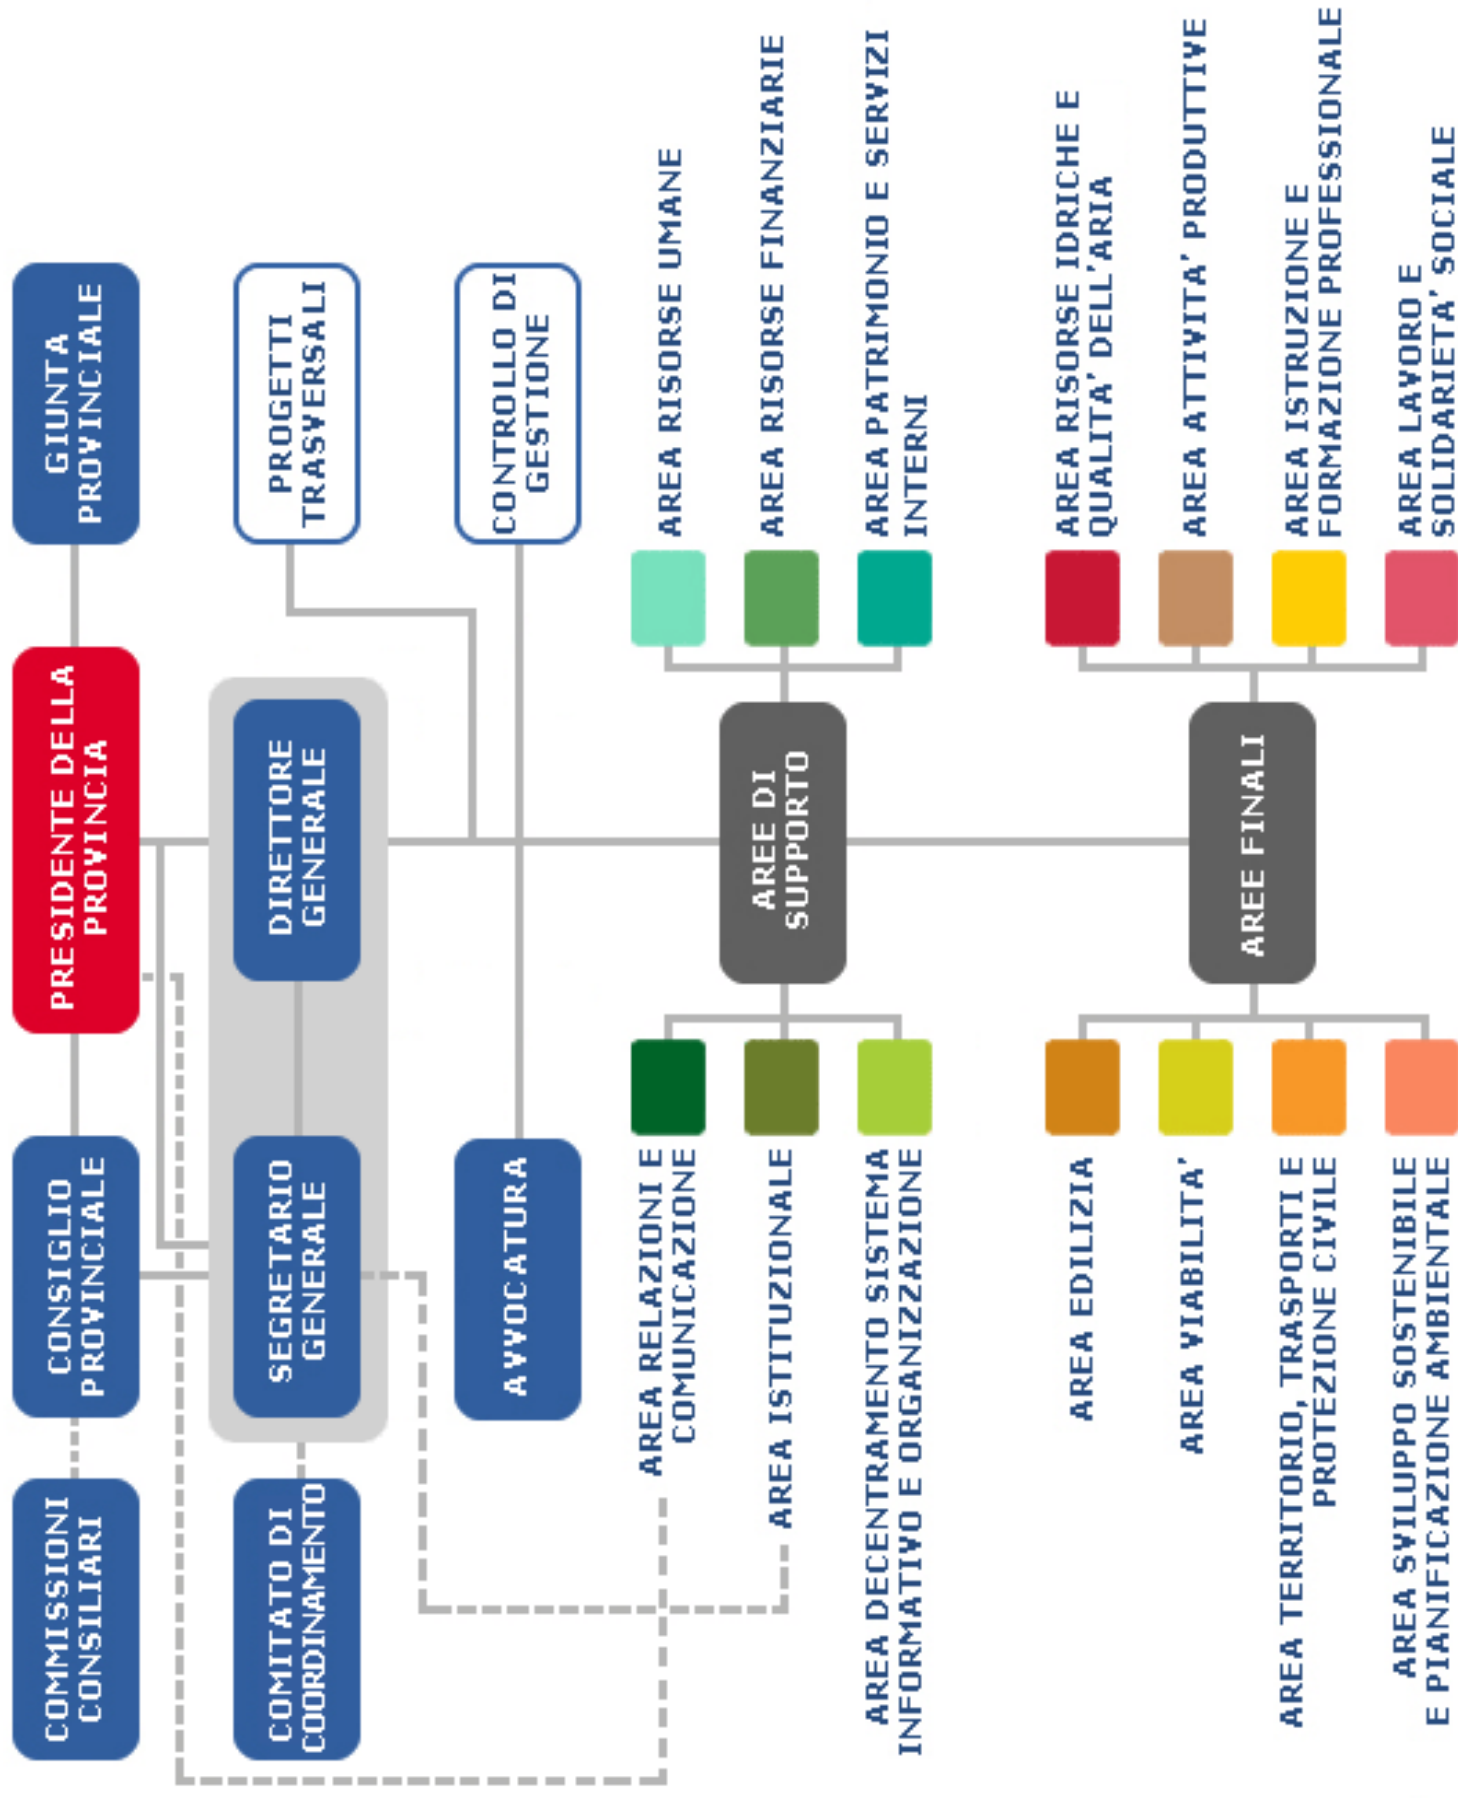 COMMISSIONI
CONSILIARI
CONSIGLIO
PROVINCIALE
PRESIDENTE DELLA
PROVINCIA
GIUNTA
PROVINCIALE
COMITATO DI
COORDINAMENTO
SEGRETARIO
GENERALE
DIRETTORE
GENERALE
PROGETTI
TRASVERSALI
AVVOCATURA
CONTROLLO DI
GESTIONE
AREA RELAZIONI E
COMUNICAZIONE
AREA ISTITUZIONALE
AREA DECENTRAMENTO SISTEMA
INFORMATIVO E ORGANIZZAZIONE
AREE DI
SUPPORTO
AREA RISORSE UMANE
AREA RISORSE FINANZIARIE
AREA PATRIMONIO E SERVIZI
INTERNI
AREA EDILIZIA
AREA VIABILITA'
AREA TERRITORIO, TRASPORTI E
PROTEZIONE CIVILE
AREA SVILUPPO SOSTENIBILE
E PIANIFICAZIONE AMBIENTALE
AREE FINALI
AREA RISORSE IDRICHE E
QUALITA' DELL'ARIA
AREA ATTIVITA' PRODUTTIVE
AREA ISTRUZIONE E
FORMAZIONE PROFESSIONALE
AREA LAVORO E
SOLIDARIETA' SOCIALE